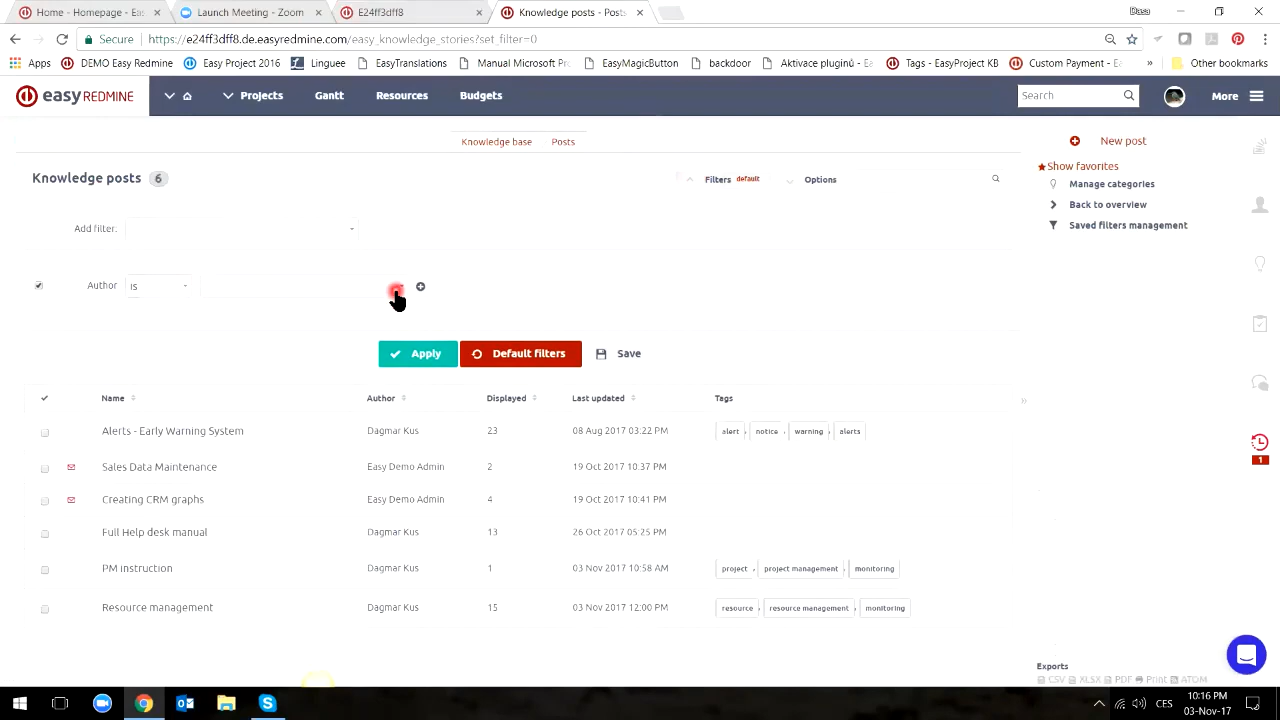 Home - Homepage - Eas
Launch Meeting - Zoom
E24ff3dff8
Knowledge posts - Posts -
Secure
https://e24ff3dff8.de.easyredmine.com/easy_knowledge_stories?set_filter=0
Apps
DEMO Easy Redmine
Easy Project 2016
Linguee
EasyTranslations
Manual Microsoft Pro
EasyMagicButton
backdoor
Aktivace pluginů - Ea
Tags - EasyProject KB
Custom Payment - Ea
Other bookmarks
easy REDMINE
Projects
Gantt
Resources
Budgets
Search
More
Knowledge base
Posts
New post
Show favorites
Manage categories
Back to overview
Saved filters management
Knowledge posts 6
Filters default
Options
Add filter:
Author is
Apply
Default filters
Save
Name Author Displayed Last updated Tags
Alerts - Early Warning System Dagmar Kus 23 08 Aug 2017 03:22 PM alert, notice, warning, alerts
Sales Data Maintenance Easy Demo Admin 2 19 Oct 2017 10:37 PM
Creating CRM graphs Easy Demo Admin 4 19 Oct 2017 10:41 PM
Full Help desk manual Dagmar Kus 13 26 Oct 2017 05:25 PM
PM instruction Dagmar Kus 1 03 Nov 2017 10:58 AM project, project management, monitoring
Resource management Dagmar Kus 15 03 Nov 2017 12:00 PM resource, resource management, monitoring
1
Exports
CSV XLSX PDF Print ATOM
CES
10:16 PM
03-Nov-17